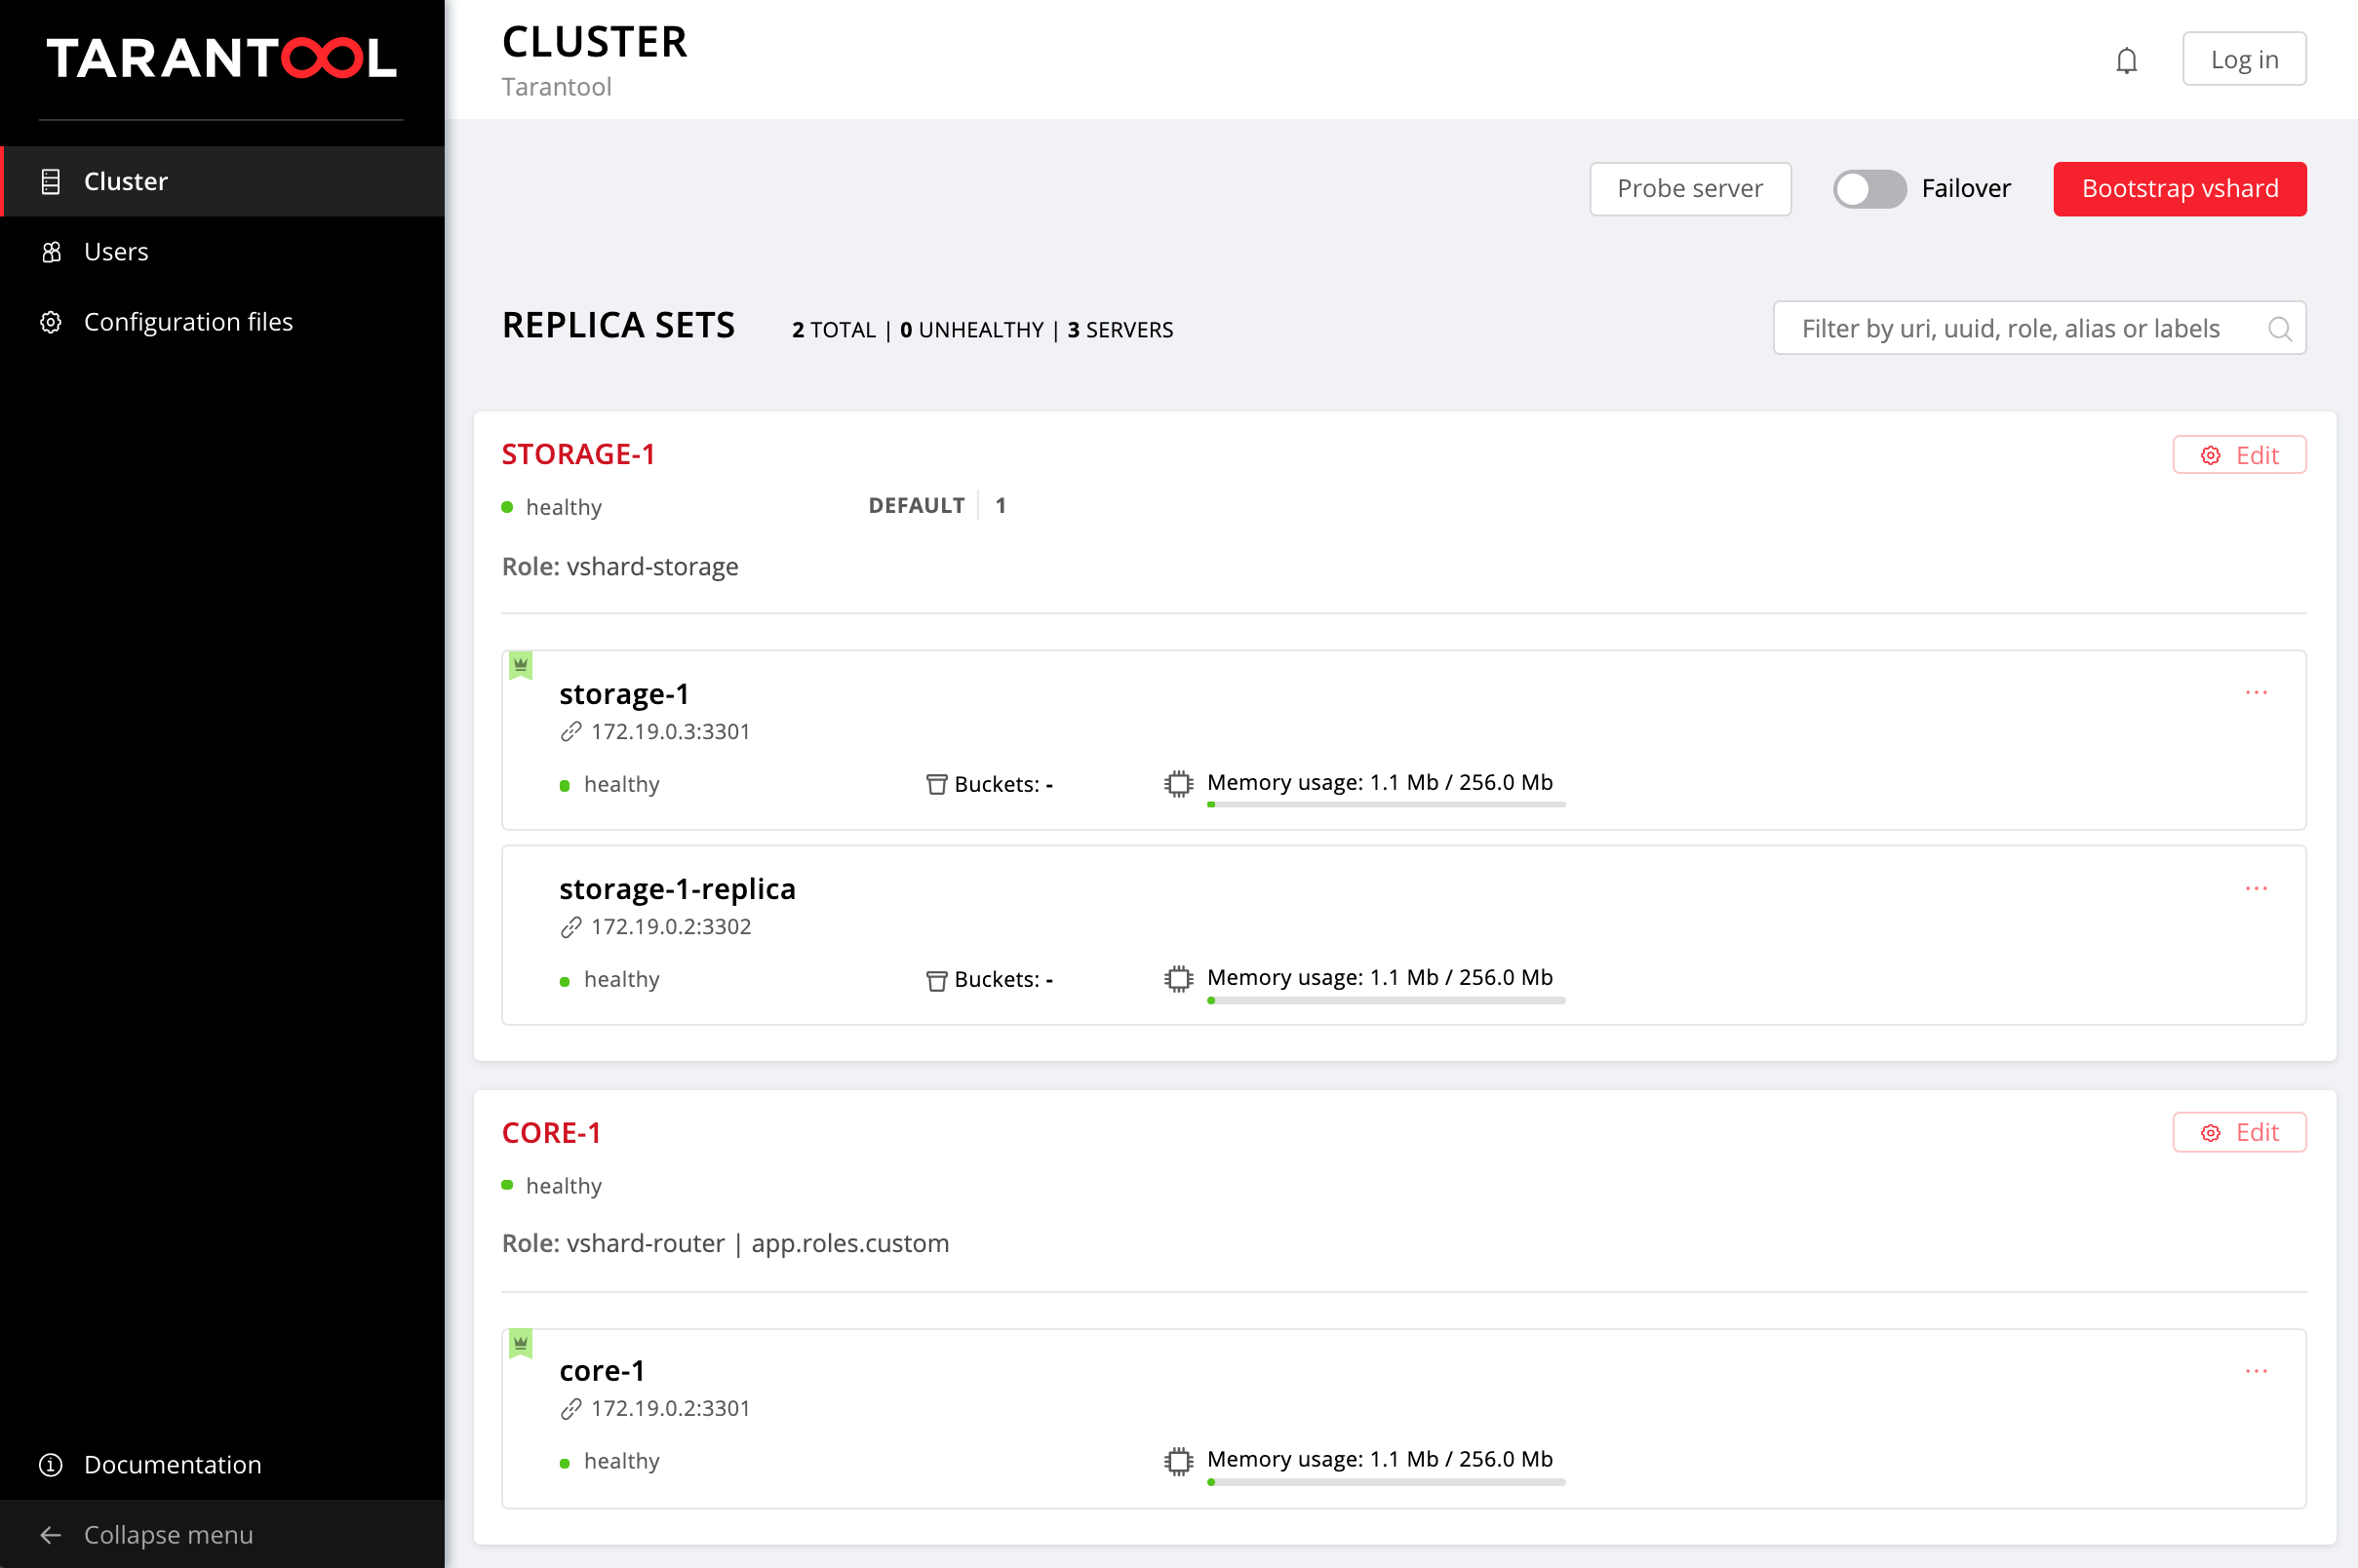 TARANTOOL
Cluster
Users
Configuration files
Documentation
Collapse menu
CLUSTER
Tarantool
Log in
Probe server
Failover
Bootstrap vshard
REPLICA SETS
2 TOTAL | 0 UNHEALTHY | 3 SERVERS
Filter by uri, uuid, role, alias or labels
STORAGE-1
Edit
healthy
DEFAULT 1
Role: vshard-storage
storage-1
...
172.19.0.3:3301
healthy
Buckets: -
Memory usage: 1.1 Mb / 256.0 Mb
storage-1-replica
...
172.19.0.2:3302
healthy
Buckets: -
Memory usage: 1.1 Mb / 256.0 Mb
CORE-1
Edit
healthy
Role: vshard-router | app.roles.custom
core-1
...
172.19.0.2:3301
healthy
Memory usage: 1.1 Mb / 256.0 Mb